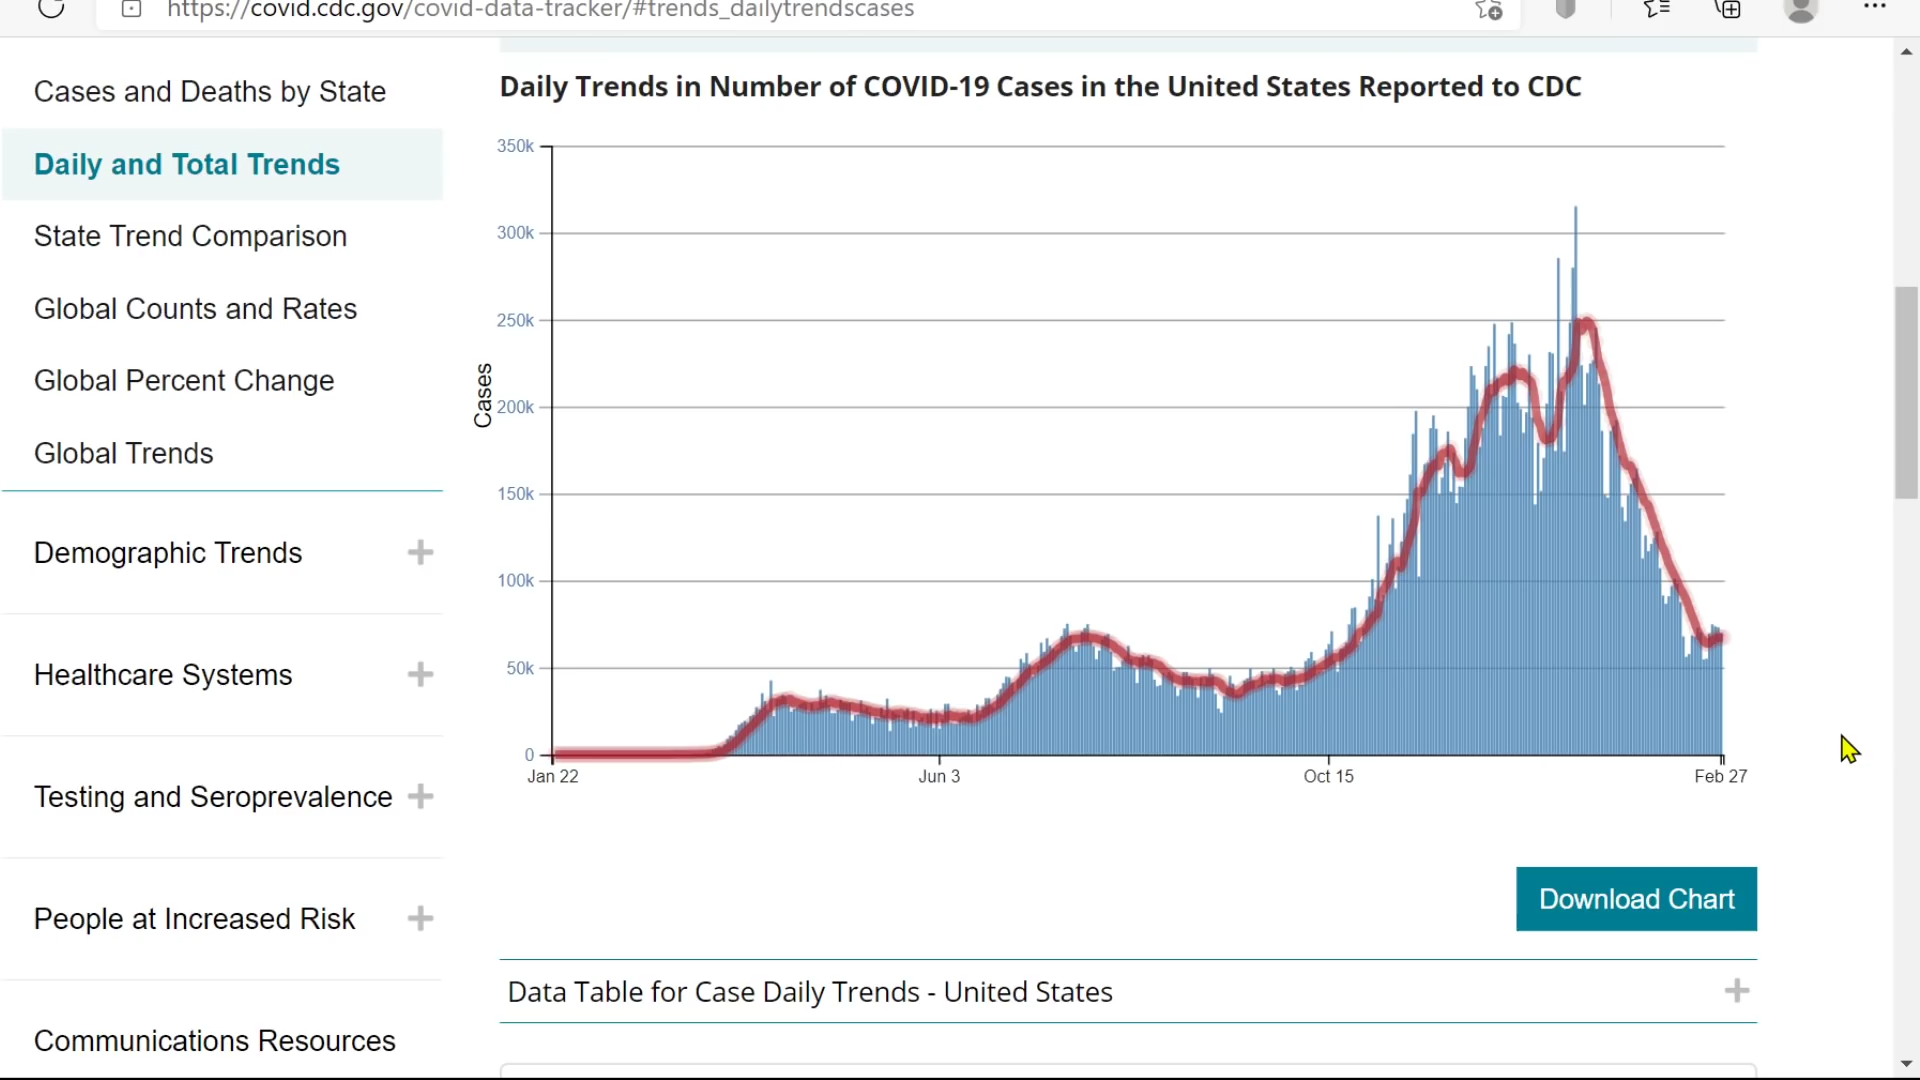 https://covid.cdc.gov/covid-data-tracker/#trends_dailytrendscases
Cases and Deaths by State
Daily and Total Trends
State Trend Comparison
Global Counts and Rates
Global Percent Change
Global Trends
Demographic Trends
Healthcare Systems
Testing and Seroprevalence
People at Increased Risk
Communications Resources
Daily Trends in Number of COVID-19 Cases in the United States Reported to CDC
350k
300k
250k
200k
150k
100k
50k
0
Cases
Jan 22
Jun 3
Oct 15
Feb 27
Download Chart
Data Table for Case Daily Trends - United States